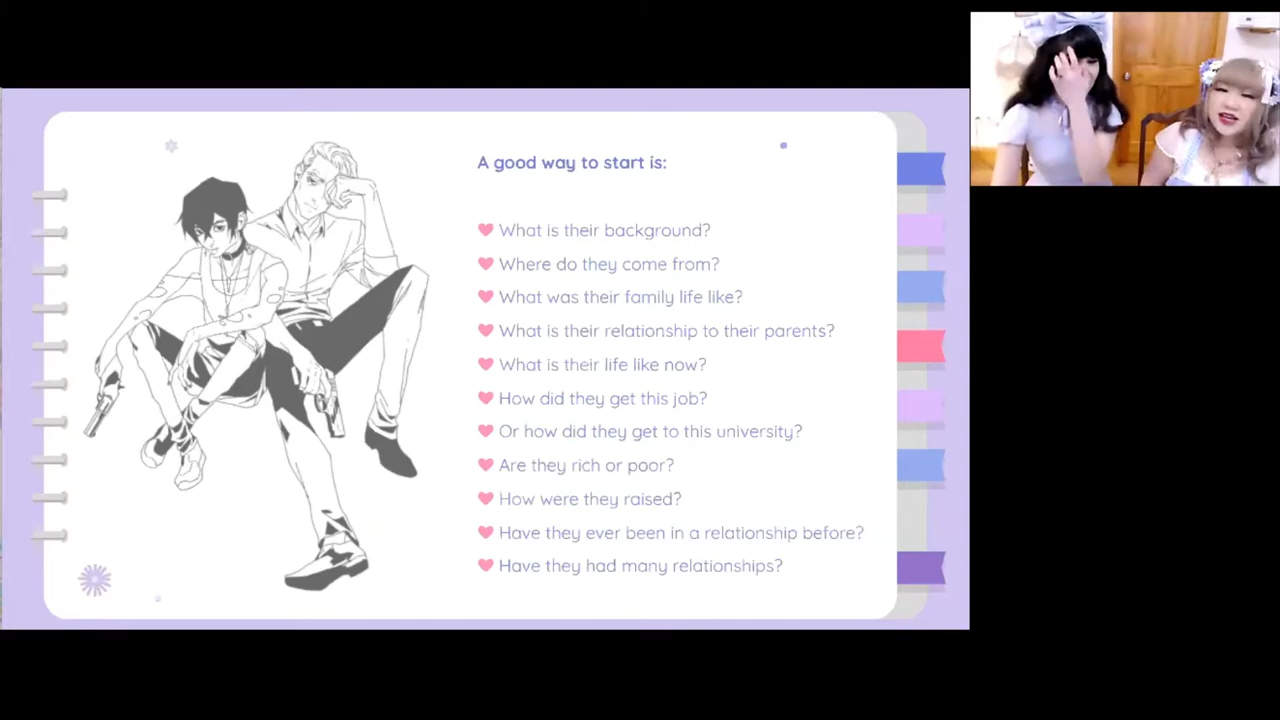 A good way to start is:
What is their background?
Where do they come from?
What was their family life like?
What is their relationship to their parents?
What is their life like now?
How did they get this job?
Or how did they get to this university?
Are they rich or poor?
How were they raised?
Have they ever been in a relationship before?
Have they had many relationships?